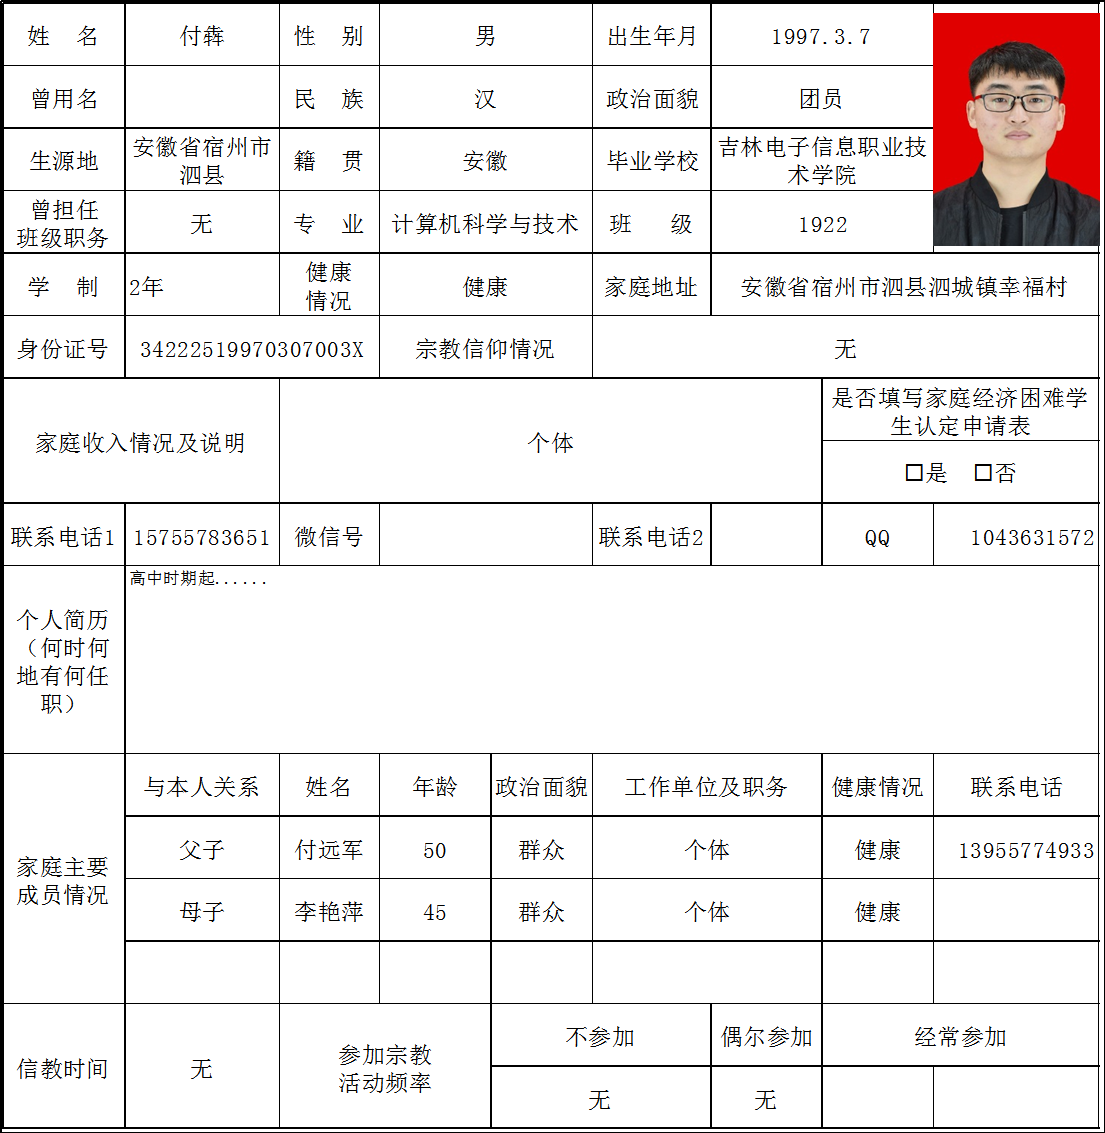 姓 名 付犇 性 别 男 出生年月 1997.3.7
曾用名 民 族 汉 政治面貌 团员
生源地 安徽省宿州市泗县 籍 贯 安徽 毕业学校 吉林电子信息职业技术学院
曾担任班级职务 无 专 业 计算机科学与技术 班 级 1922
学 制 2年 健康情况 健康 家庭地址 安徽省宿州市泗县泗城镇幸福村
身份证号 34222519970307003X 宗教信仰情况 无
家庭收入情况及说明 个体 是否填写家庭经济困难学生认定申请表
□是 □否
联系电话1 15755783651 微信号 联系电话2 QQ 1043631572
个人简历（何时何地有何任职） 高中时期起......
家庭主要成员情况 与本人关系 姓名 年龄 政治面貌 工作单位及职务 健康情况 联系电话
父子 付远军 50 群众 个体 健康 13955774933
母子 李艳萍 45 群众 个体 健康
信教时间 无 参加宗教活动频率 不参加 偶尔参加 经常参加
无 无